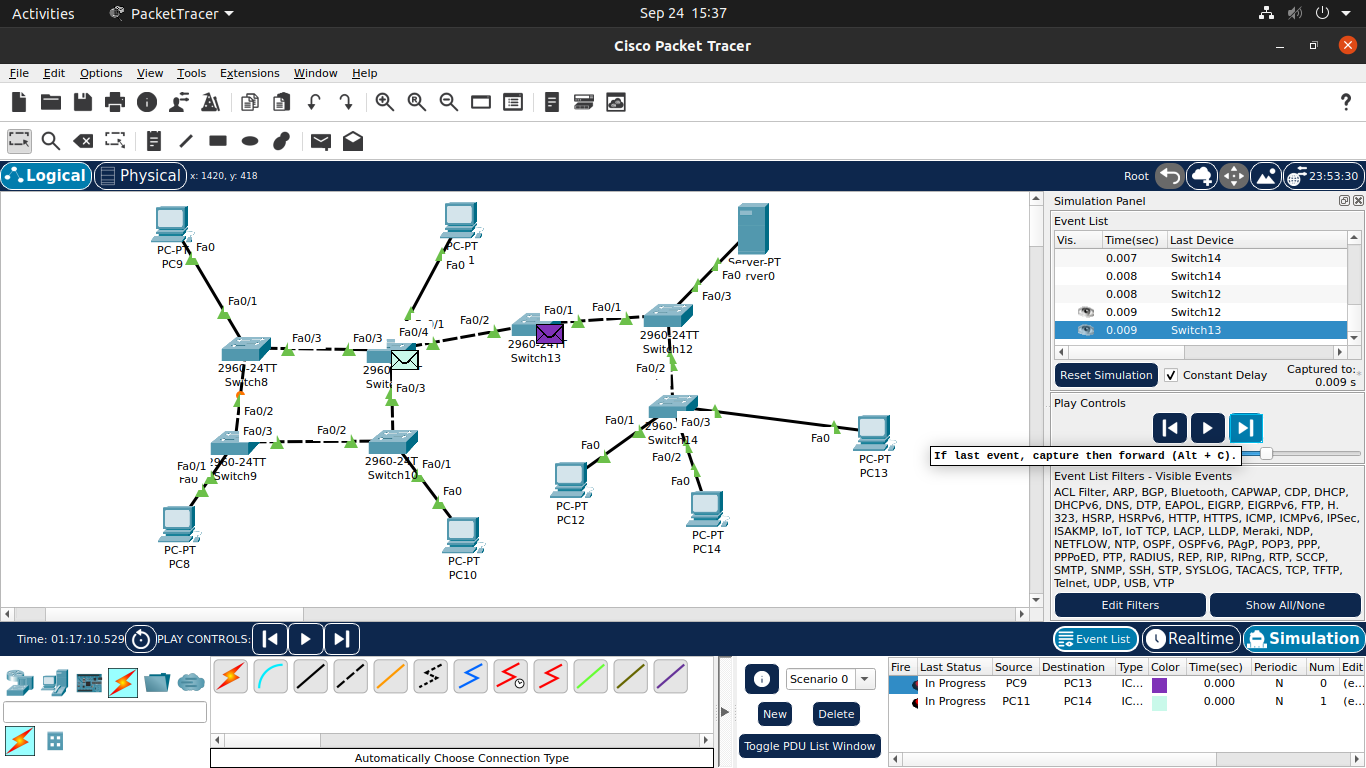 Activities PacketTracer Sep 24 15:37
Cisco Packet Tracer
File Edit Options View Tools Extensions Window Help
Logical Physical x: 1420, y: 418 Root 23:53:30
PC-PT
PC9
Fa0
PC-PT
1
Fa0
Server-PT
rver0
Fa0
Fa0/3
Fa0/1
Fa0/3
Fa0/3
Fa0/4
/1
Fa0/2
Fa0/1
Fa0/1
2960-24TT
Switch8
2960
T
Swit
2960-24TT
Switch13
2960-24TT
Switch12
Fa0/2
Fa0/3
Fa0/2
Fa0/3
Fa0/2
2960-24TT
Switch9
2960-24T
Switch10
Fa0/1
Fa0
Fa0/1
Fa0
Fa0/1
Fa0
Fa0/3
2960-
Switch14
Fa0/2
Fa0
Fa0
PC-PT
PC13
PC-PT
PC12
PC-PT
PC14
PC-PT
PC8
PC-PT
PC10
Simulation Panel
Event List
Vis. Time(sec) Last Device
0.007 Switch14
0.008 Switch14
0.008 Switch12
0.009 Switch12
0.009 Switch13
Reset Simulation Constant Delay Captured to:
0.009 s
Play Controls
If last event, capture then forward (Alt + C).
Event List Filters - Visible Events
ACL Filter, ARP, BGP, Bluetooth, CAPWAP, CDP, DHCP,
DHCPv6, DNS, DTP, EAPOL, EIGRP, EIGRPv6, FTP, H.
323, HSRP, HSRPv6, HTTP, HTTPS, ICMP, ICMPv6, IPSec,
ISAKMP, IoT, IoT TCP, LACP, LLDP, Meraki, NDP,
NETFLOW, NTP, OSPF, OSPFv6, PAgP, POP3, PPP,
PPPoED, PTP, RADIUS, REP, RIP, RIPng, RTP, SCCP,
SMTP, SNMP, SSH, STP, SYSLOG, TACACS, TCP, TFTP,
Telnet, UDP, USB, VTP
Edit Filters Show All/None
Time: 01:17:10.529 PLAY CONTROLS: Event List Realtime Simulation
Scenario 0
New Delete
Toggle PDU List Window
Automatically Choose Connection Type
Fire Last Status Source Destination Type Color Time(sec) Periodic Num Edit
In Progress PC9 PC13 IC... 0.000 N 0 (e...
In Progress PC11 PC14 IC... 0.000 N 1 (e...